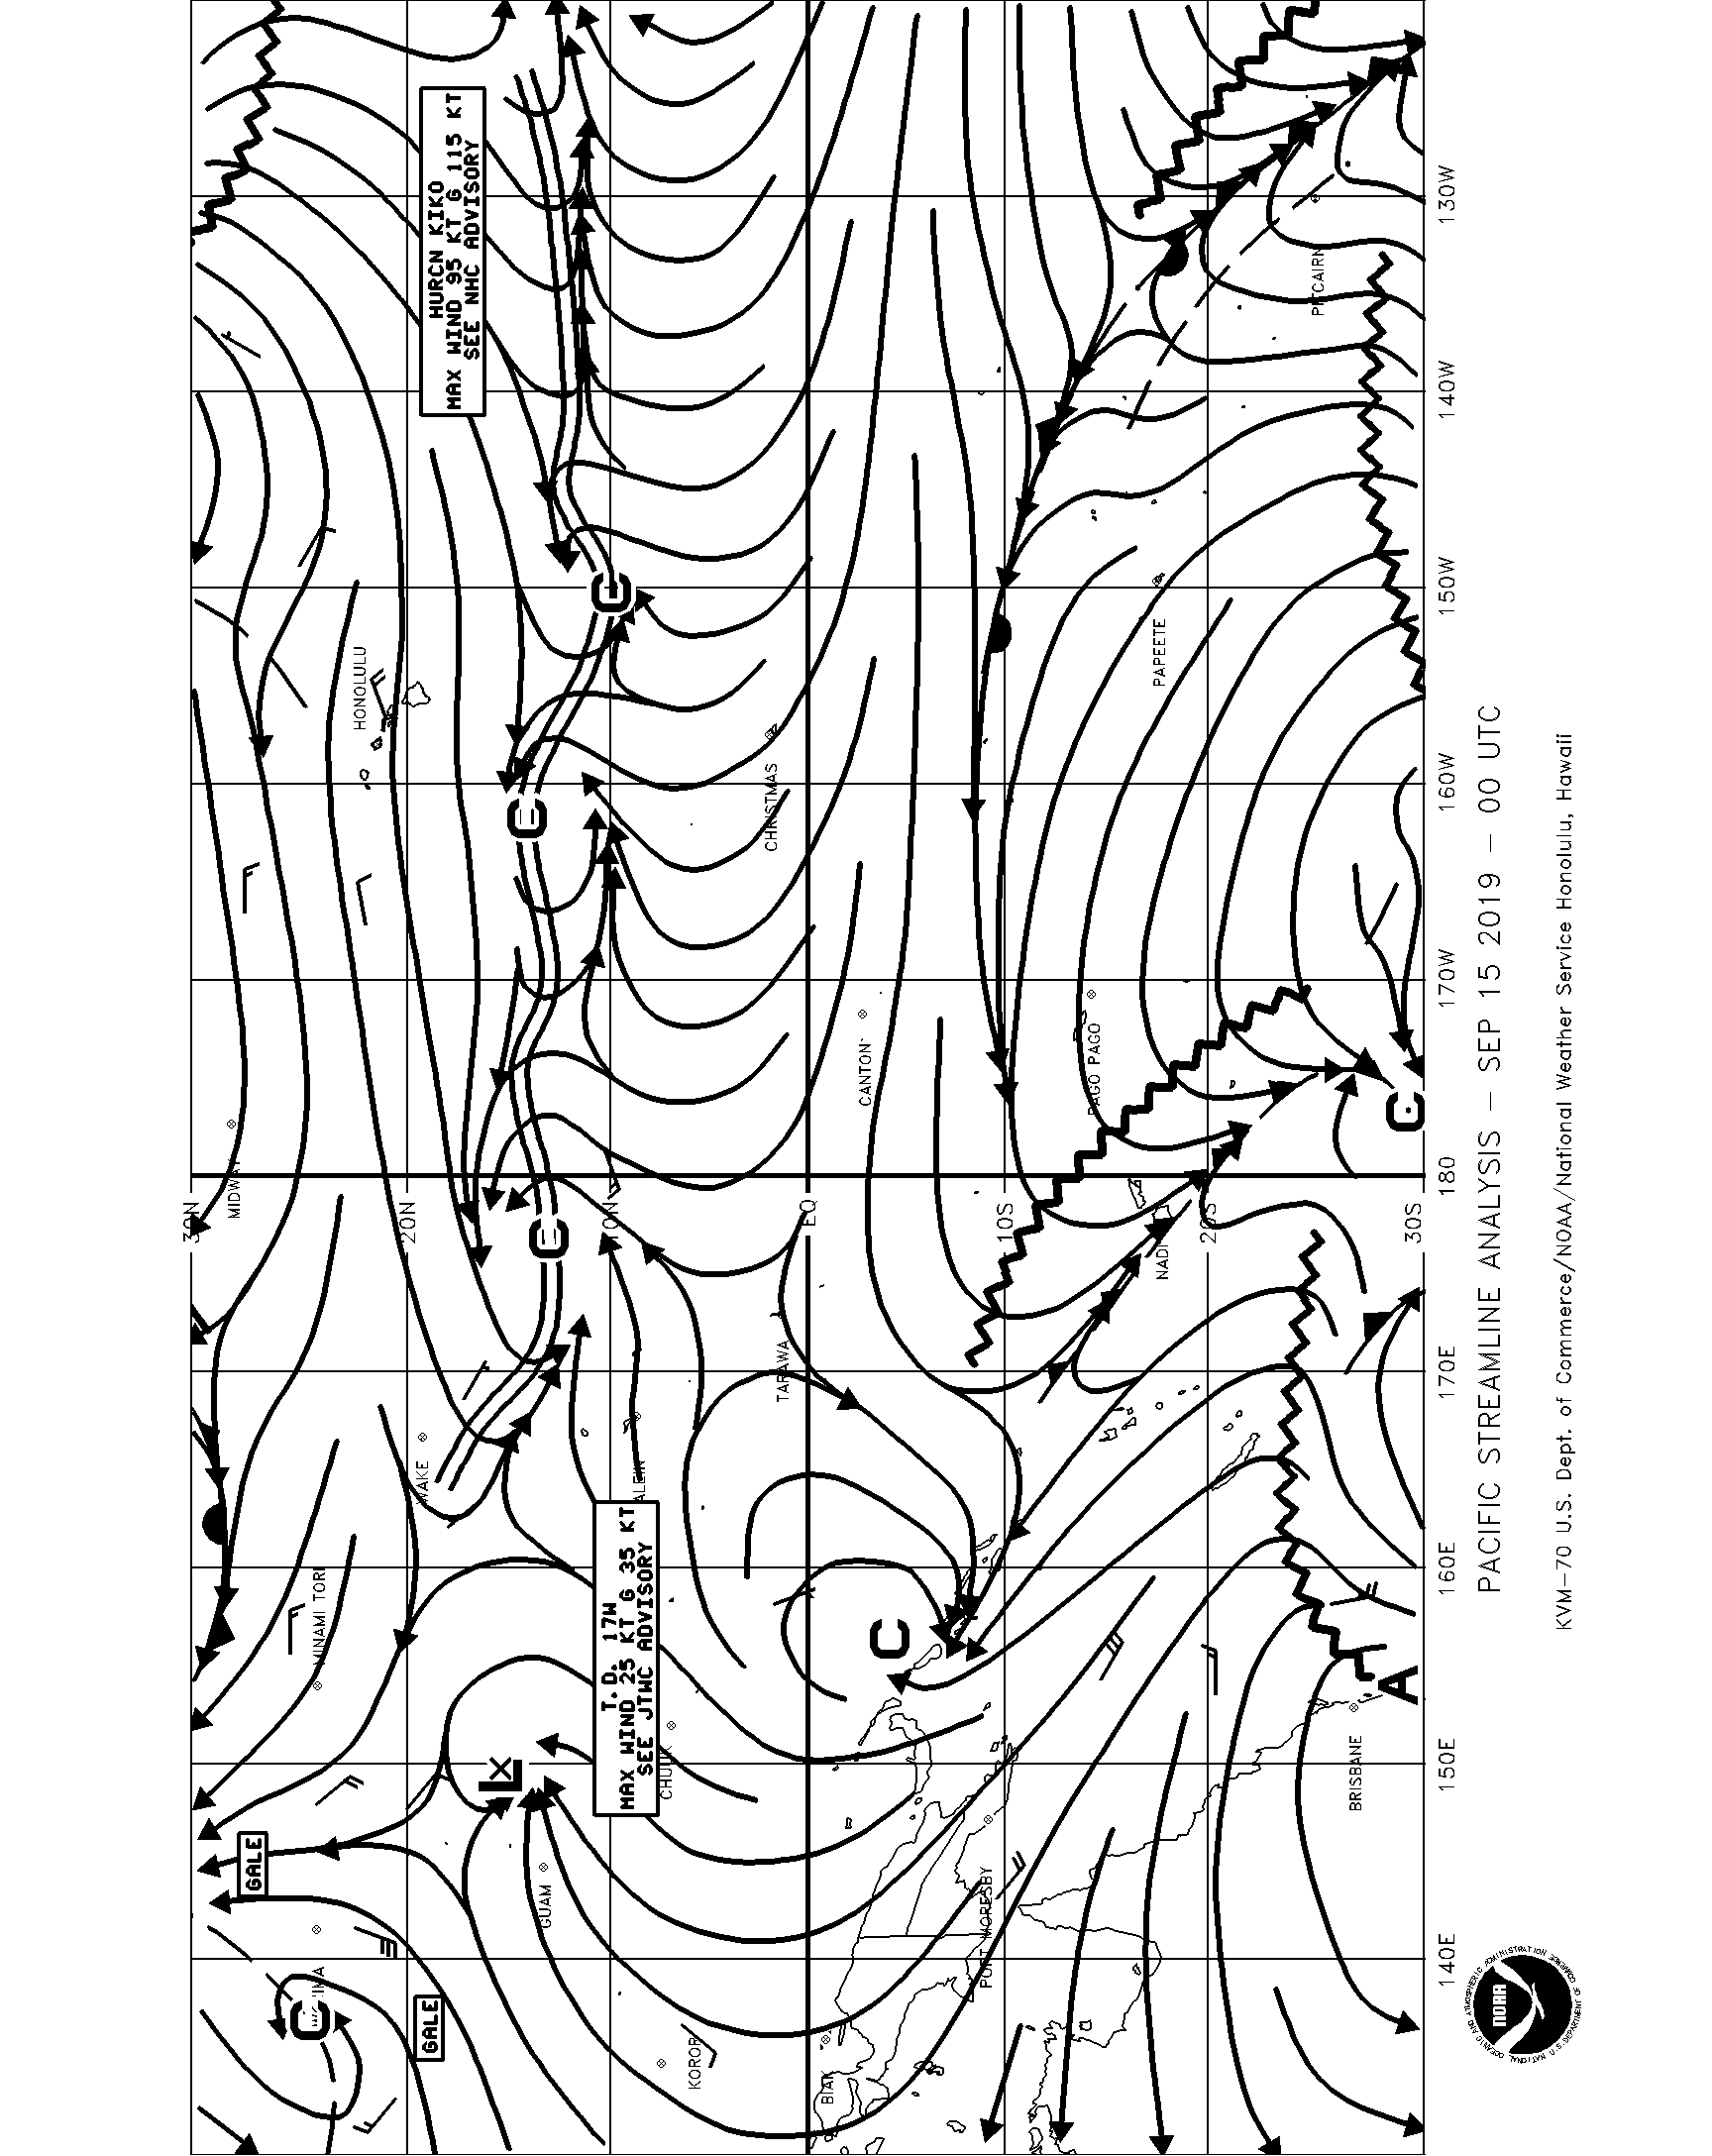 HURCN KIKO
MAX WIND 95 KT G 115 KT
SEE NHC ADVISORY
T.D. 17W
MAX WIND 25 KT G 35 KT
SEE JTWC ADVISORY
GALE
GALE
30N
20N
10N
EQ
10S
20S
30S
140E
150E
160E
170E
180
170W
160W
150W
140W
130W
MIDWAY
HONOLULU
WAKE
MINAMI TORI
GUAM
CHUUK
KOROR
BIAK
TARAWA
CANTON
CHRISTMAS
PORT MORESBY
NADI
PAGO PAGO
PAPEETE
PITCAIRN
BRISBANE
C
C
C
C
C
C
A
L
X
PACIFIC STREAMLINE ANALYSIS - SEP 15 2019 - 00 UTC
KVM-70 U.S. Dept. of Commerce/NOAA/National Weather Service Honolulu, Hawaii
NOAA
NATIONAL OCEANIC AND ATMOSPHERIC ADMINISTRATION
U.S. DEPARTMENT OF COMMERCE